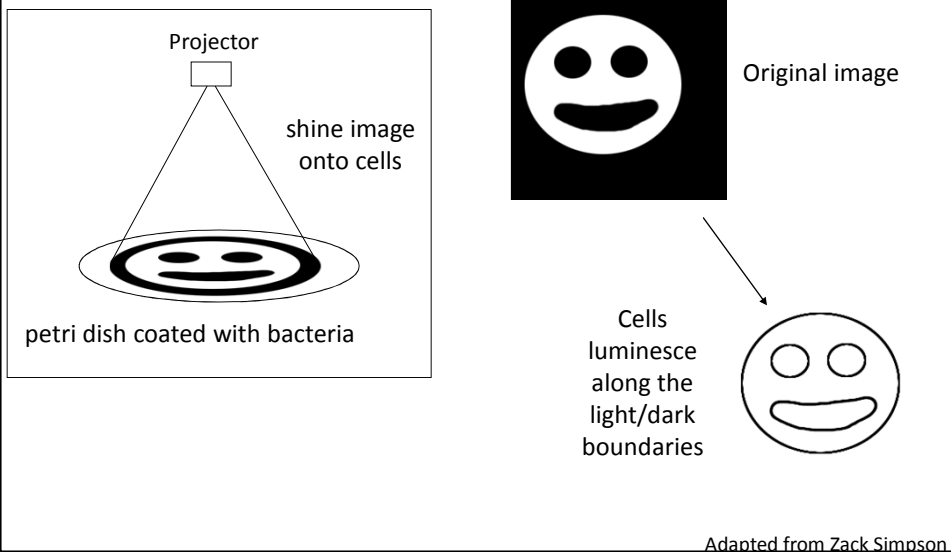 Projector
shine image
onto cells
petri dish coated with bacteria
Original image
Cells
luminesce
along the
light/dark
boundaries
Adapted from Zack Simpson